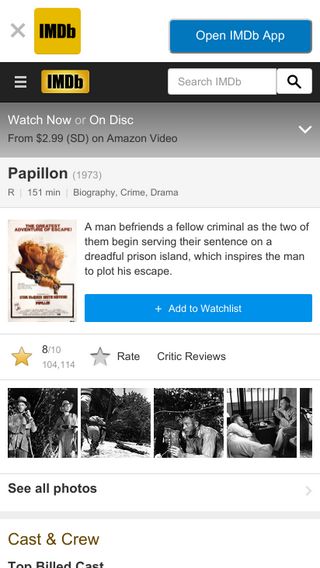 IMDb
Open IMDb App
IMDb
Search IMDb
Watch Now or On Disc
From $2.99 (SD) on Amazon Video
Papillon (1973)
R | 151 min | Biography, Crime, Drama
THE GREATEST
ADVENTURE OF ESCAPE!
PAPILLON
A man befriends a fellow criminal as the two of
them begin serving their sentence on a
dreadful prison island, which inspires the man
to plot his escape.
+ Add to Watchlist
8/10
104,114
Rate
Critic Reviews
See all photos
Cast & Crew
Top Billed Cast